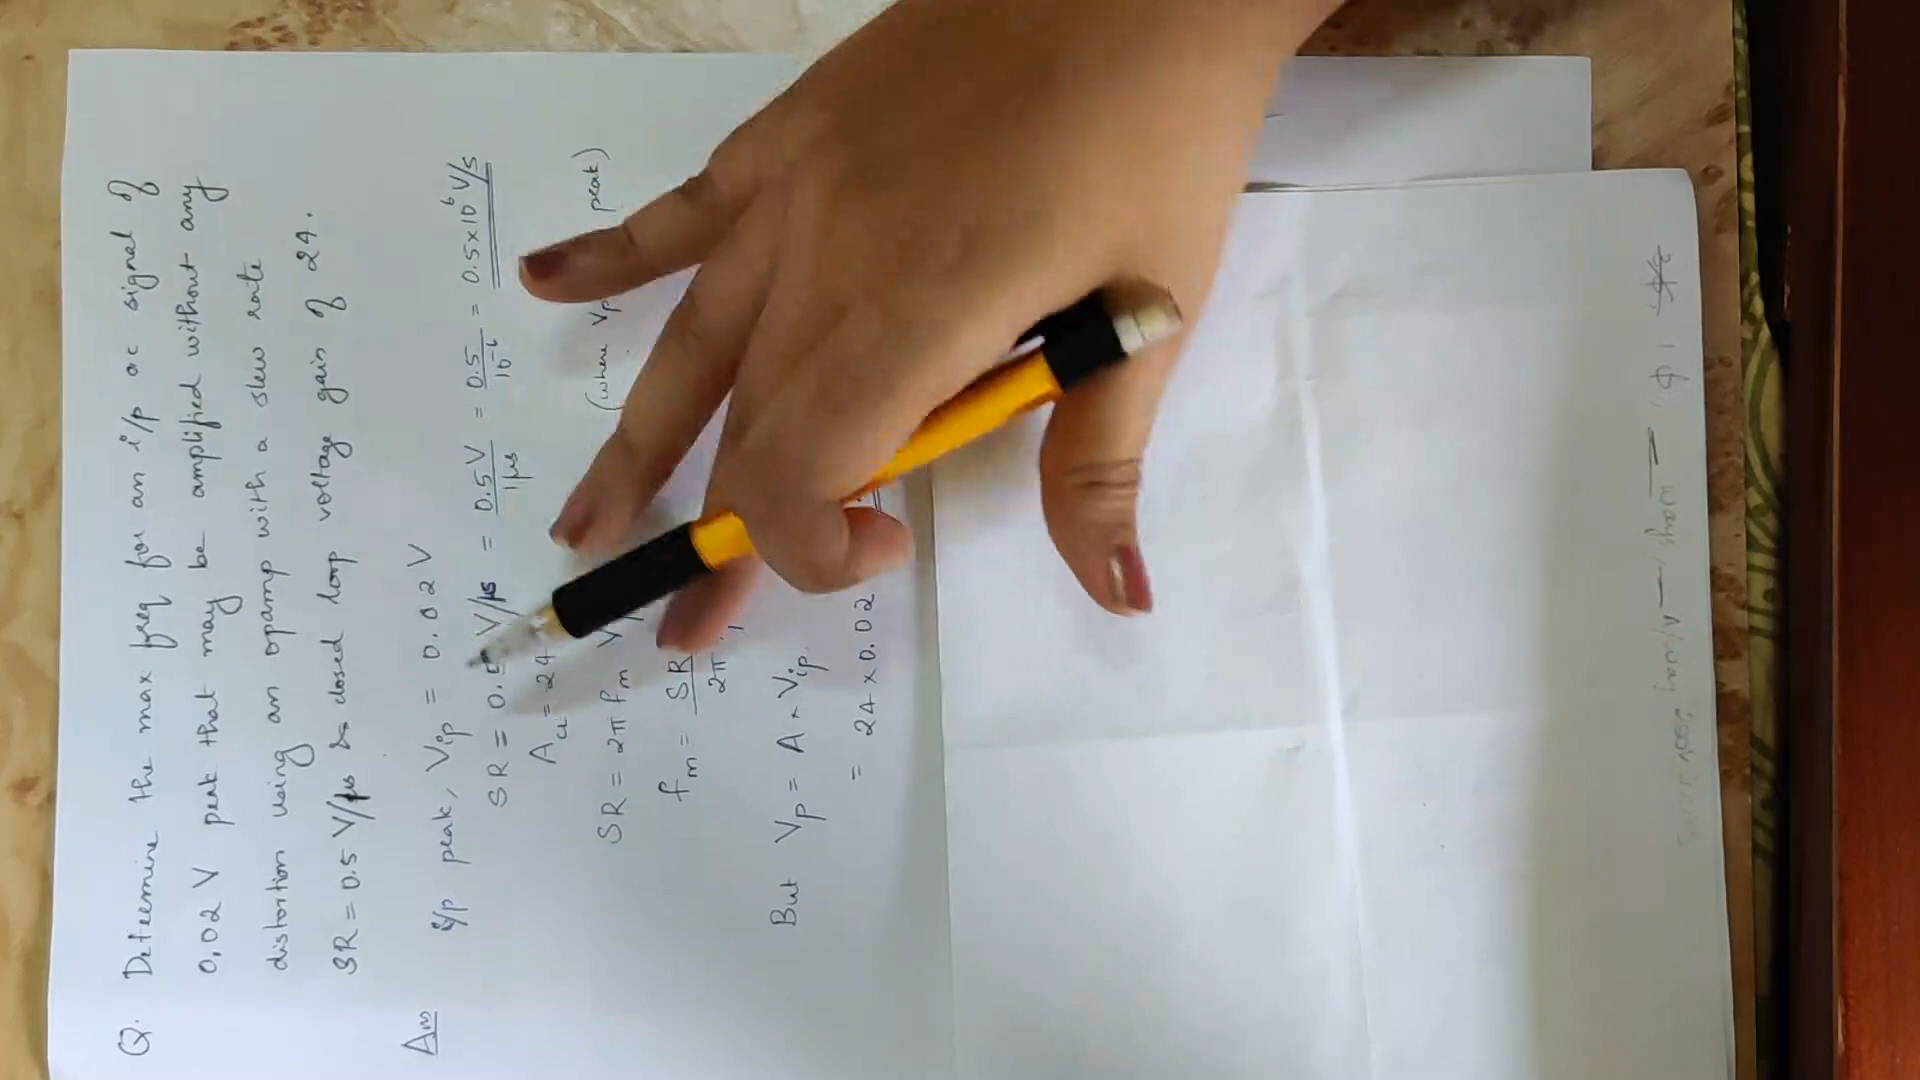 Q. Determine the max freq for an i/p ac signal of
0.02 V peak that may be amplified without any
distortion using an opamp with a slew rate
SR = 0.5 V/μs & closed loop voltage gain of 24.
Ans i/p peak, Vip = 0.02 V
SR = 0.5 V/μs = 0.5V/1μs = 0.5/10⁻⁶ = 0.5×10⁶ V/s
Acl = 24
SR = 2π fm V (where Vp peak)
fm = SR/2π
But Vp = A × Vip
= 24 × 0.02